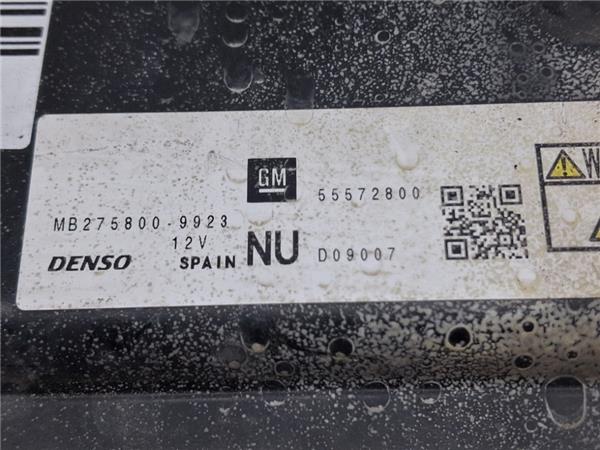 GM 55572800
MB275800-9923
12V
DENSO SPAIN NU D09007
W